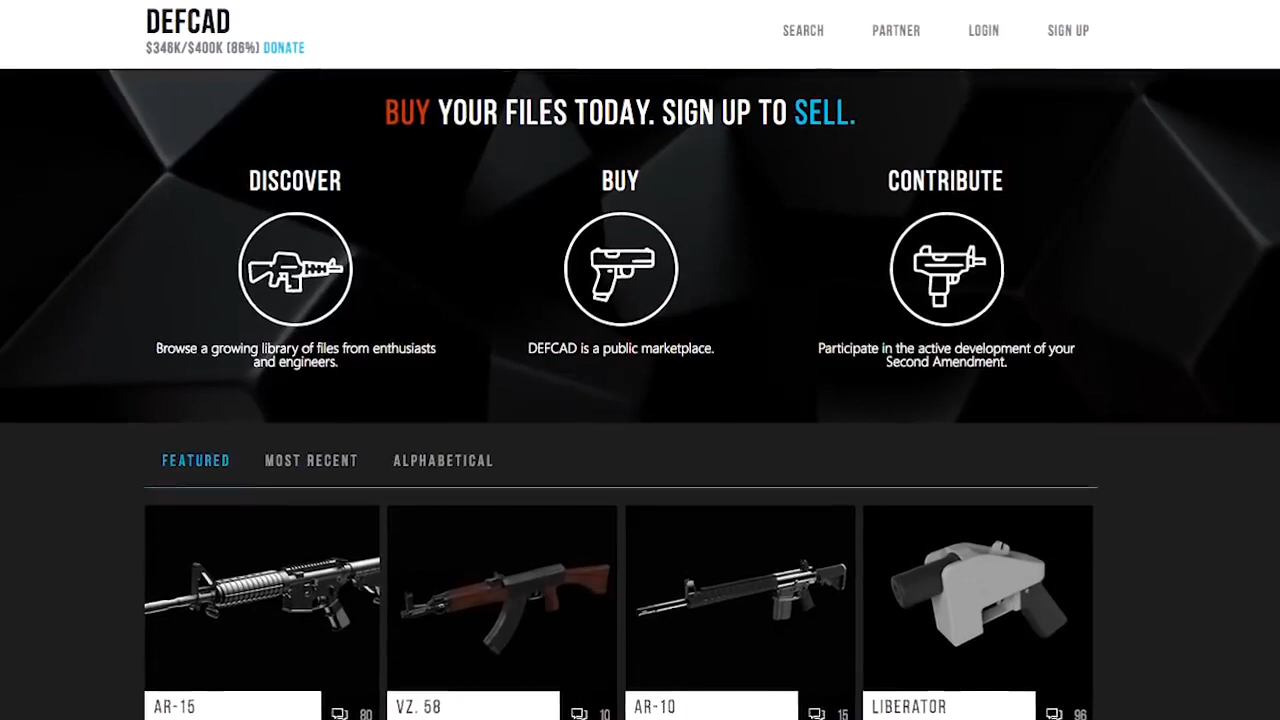 DEFCAD
$346K/$400K (86%) DONATE
SEARCH PARTNER LOGIN SIGN UP
BUY YOUR FILES TODAY. SIGN UP TO SELL.
DISCOVER
Browse a growing library of files from enthusiasts
and engineers.
BUY
DEFCAD is a public marketplace.
CONTRIBUTE
Participate in the active development of your
Second Amendment.
FEATURED MOST RECENT ALPHABETICAL
AR-15 80
VZ. 58 10
AR-10 15
LIBERATOR 96